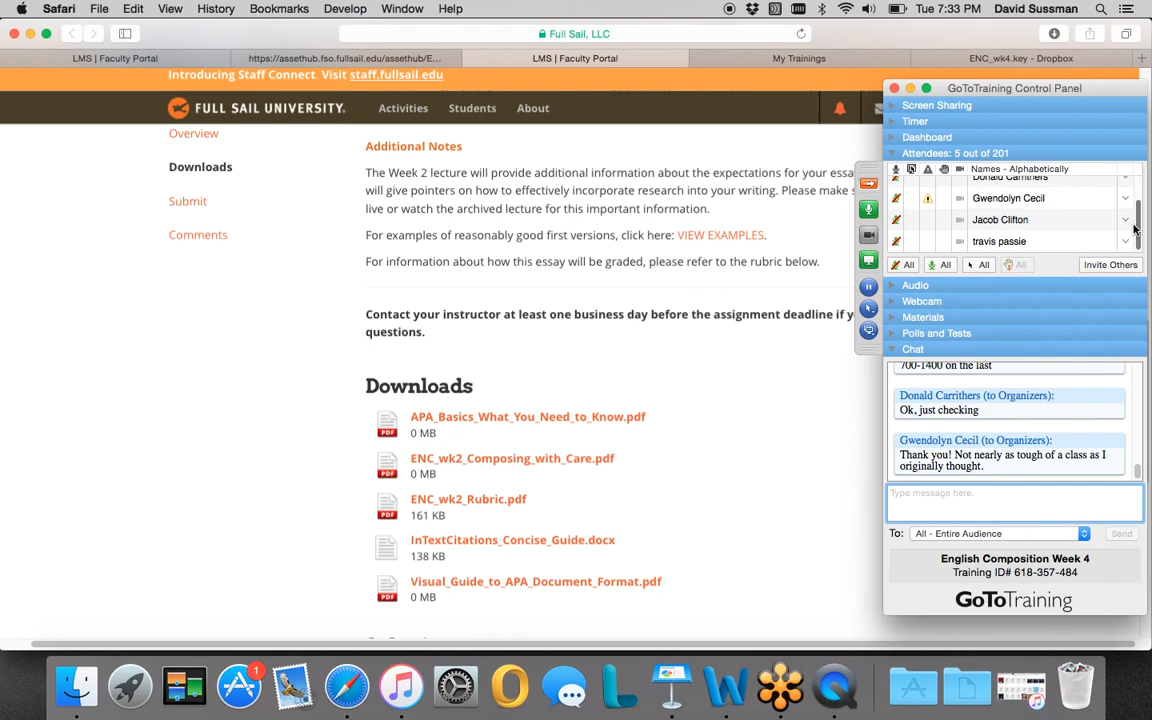 Safari File Edit View History Bookmarks Develop Window Help Tue 7:33 PM David Sussman
Full Sail, LLC
LMS | Faculty Portal https://assethub.fso.sail.edu/assethub/E... LMS | Faculty Portal My Trainings ENC_wk4.key - Dropbox
Introducing Staff Connect. Visit staff.fullsail.edu
FULL SAIL UNIVERSITY. Activities Students About
Overview
Downloads
Submit
Comments
Additional Notes
The Week 2 lecture will provide additional information about the expectations for your essa
will give pointers on how to effectively incorporate research into your writing. Please make s
live or watch the archived lecture for this important information.
For examples of reasonably good first versions, click here: VIEW EXAMPLES.
For information about how this essay will be graded, please refer to the rubric below.
Contact your instructor at least one business day before the assignment deadline if y
questions.
Downloads
APA_Basics_What_You_Need_to_Know.pdf
0 MB
ENC_wk2_Composing_with_Care.pdf
0 MB
ENC_wk2_Rubric.pdf
161 KB
InTextCitations_Concise_Guide.docx
138 KB
Visual_Guide_to_APA_Document_Format.pdf
0 MB
GoToTraining Control Panel
Screen Sharing
Timer
Dashboard
Attendees: 5 out of 201
Names - Alphabetically
Donald Carrithers
Gwendolyn Cecil
Jacob Clifton
travis passie
All All All All Invite Others
Audio
Webcam
Materials
Polls and Tests
Chat
700-1400 on the last
Donald Carrithers (to Organizers):
Ok, just checking
Gwendolyn Cecil (to Organizers):
Thank you! Not nearly as tough of a class as I
originally thought.
Type message here.
To: All - Entire Audience Send
English Composition Week 4
Training ID# 618-357-484
GoToTraining
PDF
PDF
PDF
PDF
1